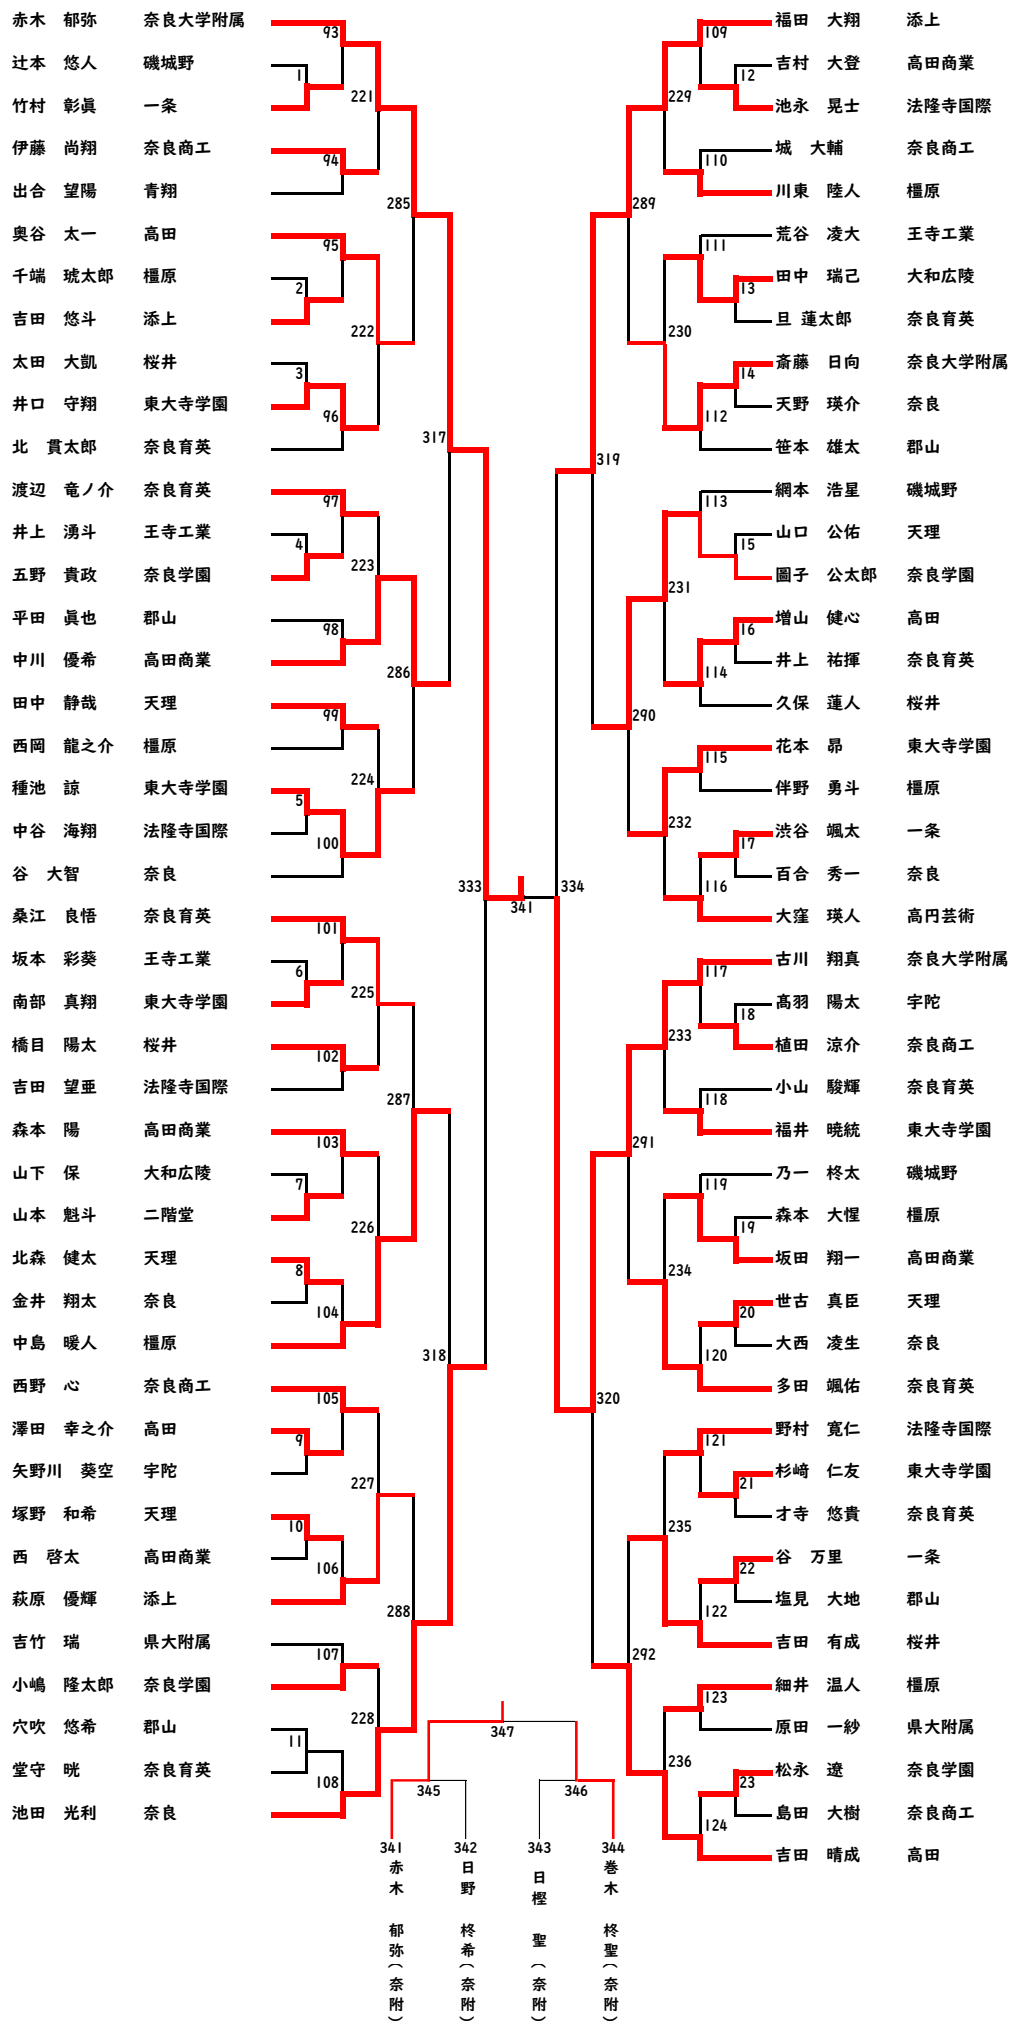 赤木　郁弥　奈良大学附属
辻本　悠人　磯城野
竹村　彰眞　一条
伊藤　尚翔　奈良商工
出合　望陽　青翔
奥谷　太一　高田
千端　琥太郎　橿原
吉田　悠斗　添上
太田　大凱　桜井
井口　守翔　東大寺学園
北　貫太郎　奈良育英
渡辺　竜ノ介　奈良育英
井上　湧斗　王寺工業
五野　貴政　奈良学園
平田　眞也　郡山
中川　優希　高田商業
田中　静哉　天理
西岡　龍之介　橿原
種池　諒　東大寺学園
中谷　海翔　法隆寺国際
谷　大智　奈良
桑江　良悟　奈良育英
坂本　彩葵　王寺工業
南部　真翔　東大寺学園
橋目　陽太　桜井
吉田　望亜　法隆寺国際
森本　陽　高田商業
山下　保　大和広陵
山本　魁斗　二階堂
北森　健太　天理
金井　翔太　奈良
中島　暖人　橿原
西野　心　奈良商工
澤田　幸之介　高田
矢野川　葵空　宇陀
塚野　和希　天理
西　啓太　高田商業
萩原　優輝　添上
吉竹　瑞　県大附属
小嶋　隆太郎　奈良学園
穴吹　悠希　郡山
堂守　晄　奈良育英
池田　光利　奈良
93
1
221
94
285
95
2
222
3
96
317
97
4
223
98
286
99
224
5
100
333
101
6
225
102
287
103
7
226
8
104
318
105
9
227
10
106
288
107
228
11
108
341
334
福田　大翔　添上
吉村　大登　高田商業
池永　晃士　法隆寺国際
城　大輔　奈良商工
川東　陸人　橿原
荒谷　凌大　王寺工業
田中　瑞己　大和広陵
旦　蓮太郎　奈良育英
斎藤　日向　奈良大学附属
天野　瑛介　奈良
笹本　雄太　郡山
網本　浩星　磯城野
山口　公佑　天理
圖子　公太郎　奈良学園
増山　健心　高田
井上　祐揮　奈良育英
久保　蓮人　桜井
花本　昴　東大寺学園
伴野　勇斗　橿原
渋谷　颯太　一条
百合　秀一　奈良
大窪　瑛人　高円芸術
古川　翔真　奈良大学附属
髙羽　陽太　宇陀
植田　涼介　奈良商工
小山　駿輝　奈良育英
福井　暁統　東大寺学園
乃一　柊太　磯城野
森本　大惺　橿原
坂田　翔一　高田商業
世古　真臣　天理
大西　凌生　奈良
多田　颯佑　奈良育英
野村　寛仁　法隆寺国際
杉﨑　仁友　東大寺学園
才寺　悠貴　奈良育英
谷　万里　一条
塩見　大地　郡山
吉田　有成　桜井
細井　温人　橿原
原田　一紗　県大附属
松永　遼　奈良学園
島田　大樹　奈良商工
吉田　晴成　高田
109
12
229
110
289
111
13
230
14
112
319
113
15
231
16
114
290
115
232
17
116
117
18
233
118
291
119
19
234
20
120
320
121
21
235
22
122
292
123
236
23
124
347
345
346
341
342
343
344
赤木　郁弥（奈附）
日野　柊希（奈附）
日樫　聖（奈附）
巻木　柊聖（奈附）